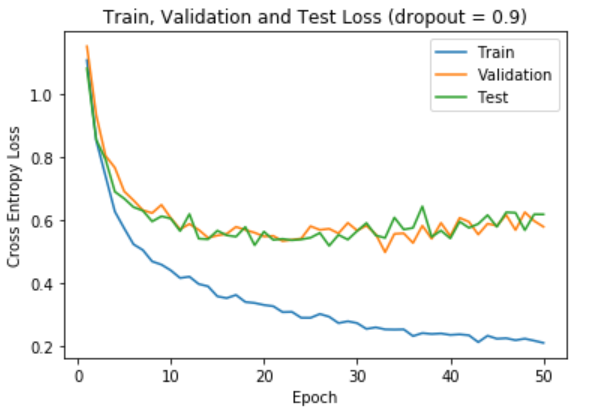 Train, Validation and Test Loss (dropout = 0.9)
Train
Validation
Test
Cross Entropy Loss
1.0
0.8
0.6
0.4
0.2
0 10 20 30 40 50
Epoch